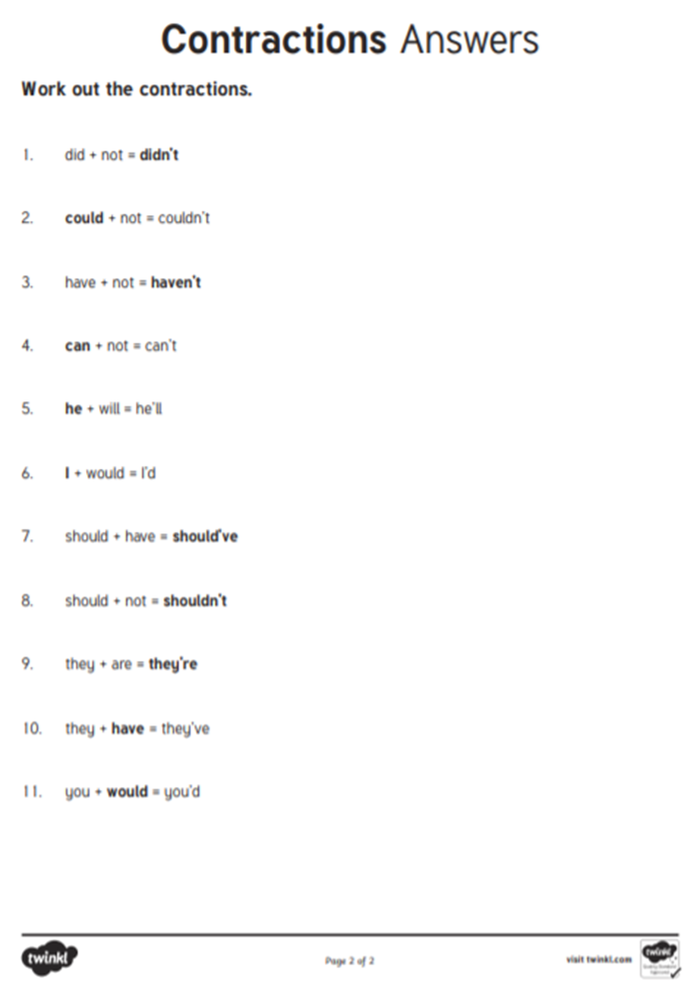 Contractions Answers
Work out the contractions.
1. did + not = didn't
2. could + not = couldn't
3. have + not = haven't
4. can + not = can't
5. he + will = he'll
6. I + would = I'd
7. should + have = should've
8. should + not = shouldn't
9. they + are = they're
10. they + have = they've
11. you + would = you'd
twinkl
Page 2 of 2
visit twinkl.com
twinkl